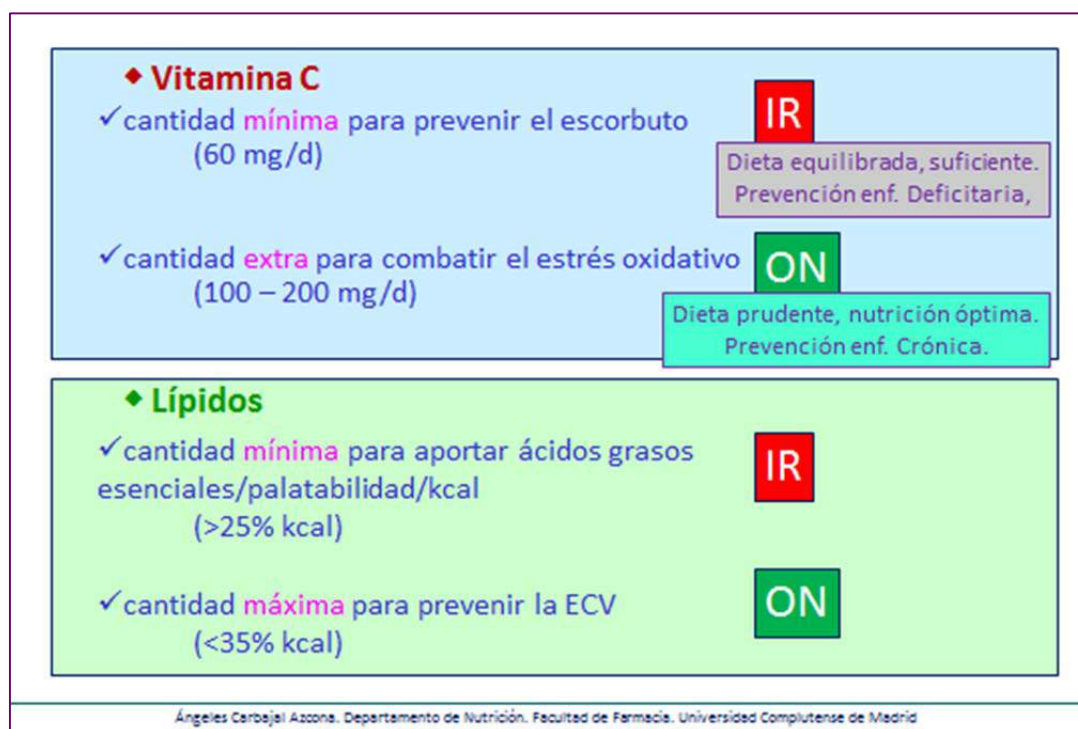 ◆ Vitamina C
✓cantidad mínima para prevenir el escorbuto
(60 mg/d)
IR
Dieta equilibrada, suficiente.
Prevención enf. Deficitaria,
✓cantidad extra para combatir el estrés oxidativo
(100 – 200 mg/d)
ON
Dieta prudente, nutrición óptima.
Prevención enf. Crónica.
◆ Lípidos
✓cantidad mínima para aportar ácidos grasos
esenciales/palatabilidad/kcal
(>25% kcal)
IR
✓cantidad máxima para prevenir la ECV
(<35% kcal)
ON
Ángeles Carbajal Azcona. Departamento de Nutrición. Facultad de Farmacia. Universidad Complutense de Madrid